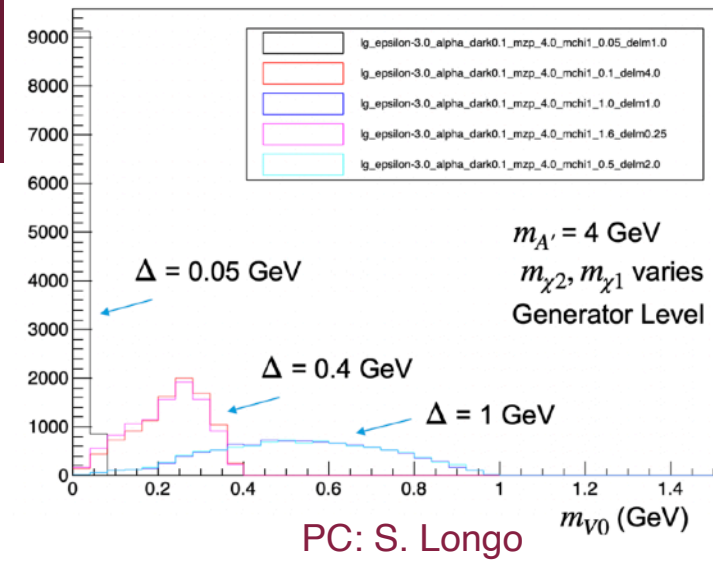 9000
8000
7000
6000
5000
4000
3000
2000
1000
0
lg_epsilon-3.0_alpha_dark0.1_mzp_4.0_mchi1_0.05_delm1.0
lg_epsilon-3.0_alpha_dark0.1_mzp_4.0_mchi1_0.1_delm4.0
lg_epsilon-3.0_alpha_dark0.1_mzp_4.0_mchi1_1.0_delm1.0
lg_epsilon-3.0_alpha_dark0.1_mzp_4.0_mchi1_1.6_delm0.25
lg_epsilon-3.0_alpha_dark0.1_mzp_4.0_mchi1_0.5_delm2.0
m_A' = 4 GeV
m_χ2, m_χ1 varies
Generator Level
Δ = 0.05 GeV
Δ = 0.4 GeV
Δ = 1 GeV
0 0.2 0.4 0.6 0.8 1 1.2 1.4
m_V0 (GeV)
PC: S. Longo